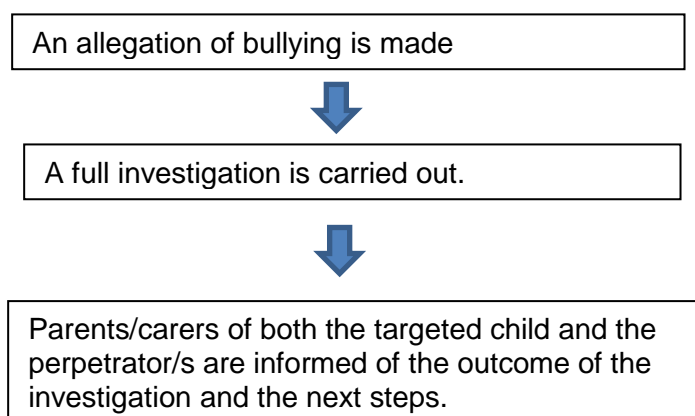 An allegation of bullying is made
A full investigation is carried out.
Parents/carers of both the targeted child and the
perpetrator/s are informed of the outcome of the
investigation and the next steps.